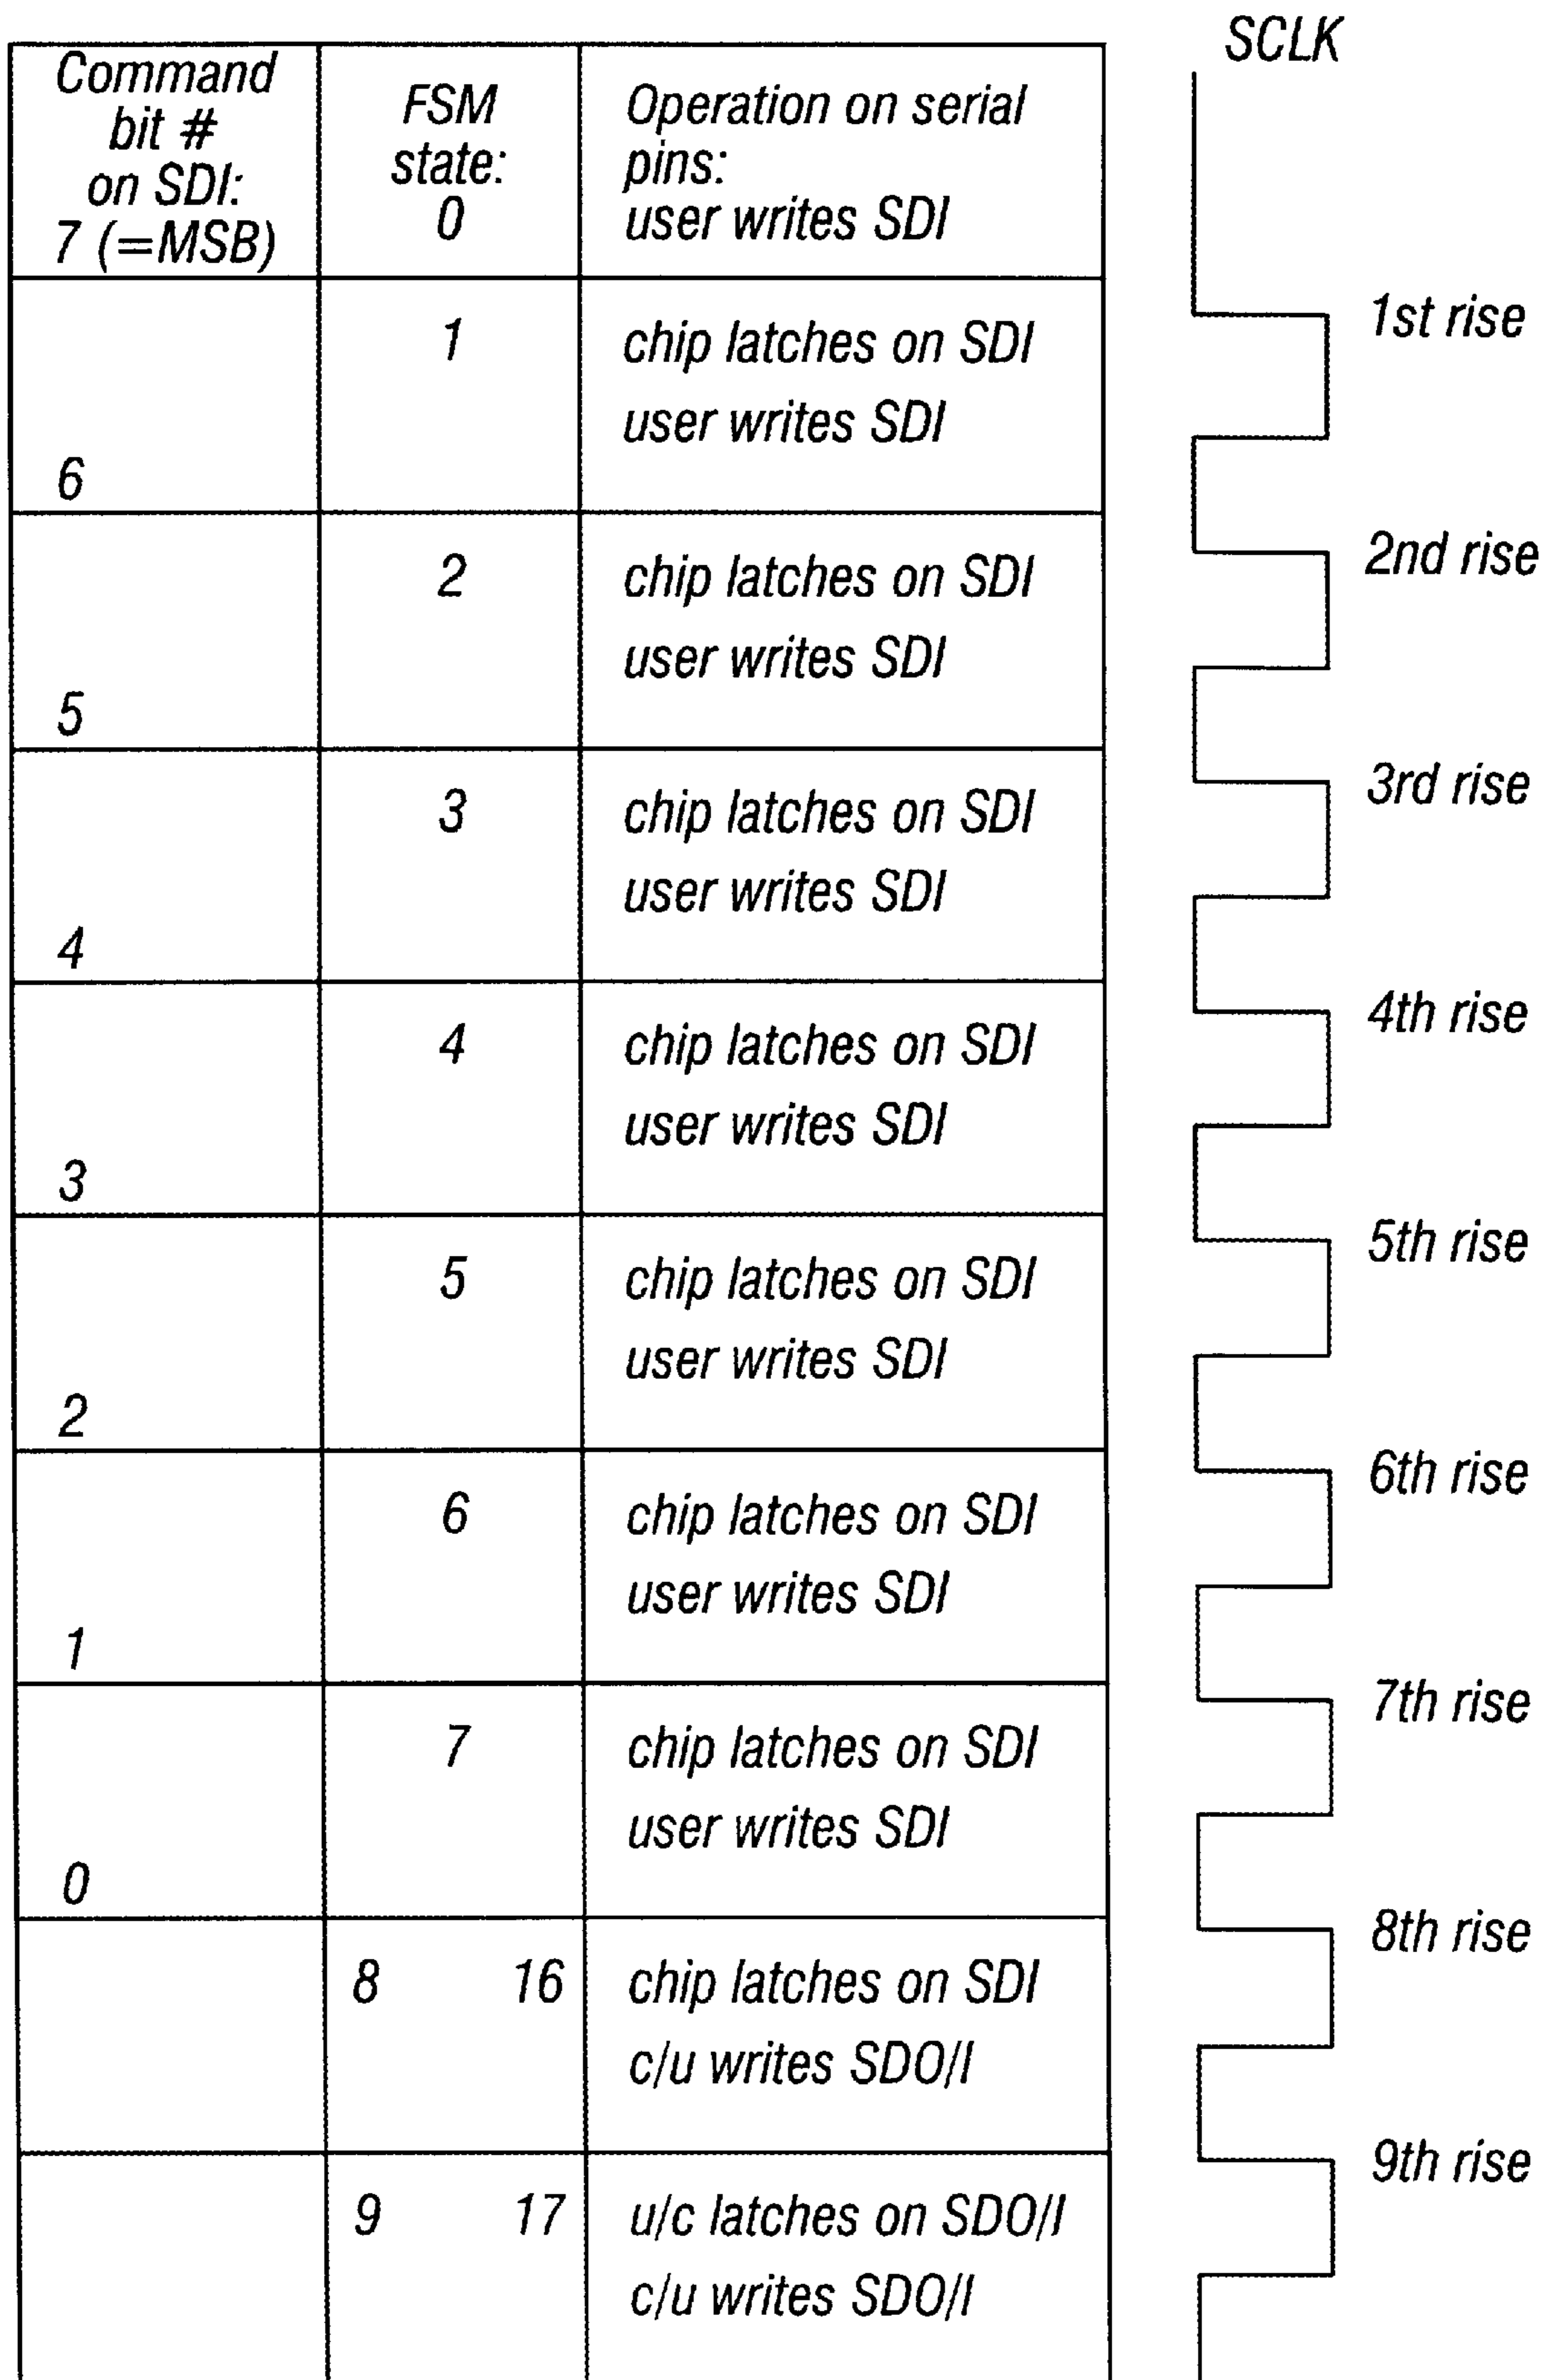 SCLK
Command
bit #
on SDI:
7 (=MSB)
FSM
state:
0
Operation on serial
pins:
user writes SDI
1st rise
1
chip latches on SDI
user writes SDI
6
2nd rise
2
chip latches on SDI
user writes SDI
5
3rd rise
3
chip latches on SDI
user writes SDI
4
4th rise
4
chip latches on SDI
user writes SDI
3
5th rise
5
chip latches on SDI
user writes SDI
2
6th rise
6
chip latches on SDI
user writes SDI
1
7th rise
7
chip latches on SDI
user writes SDI
0
8th rise
8 16
chip latches on SDI
c/u writes SDO/I
9th rise
9 17
u/c latches on SDO/I
c/u writes SDO/I